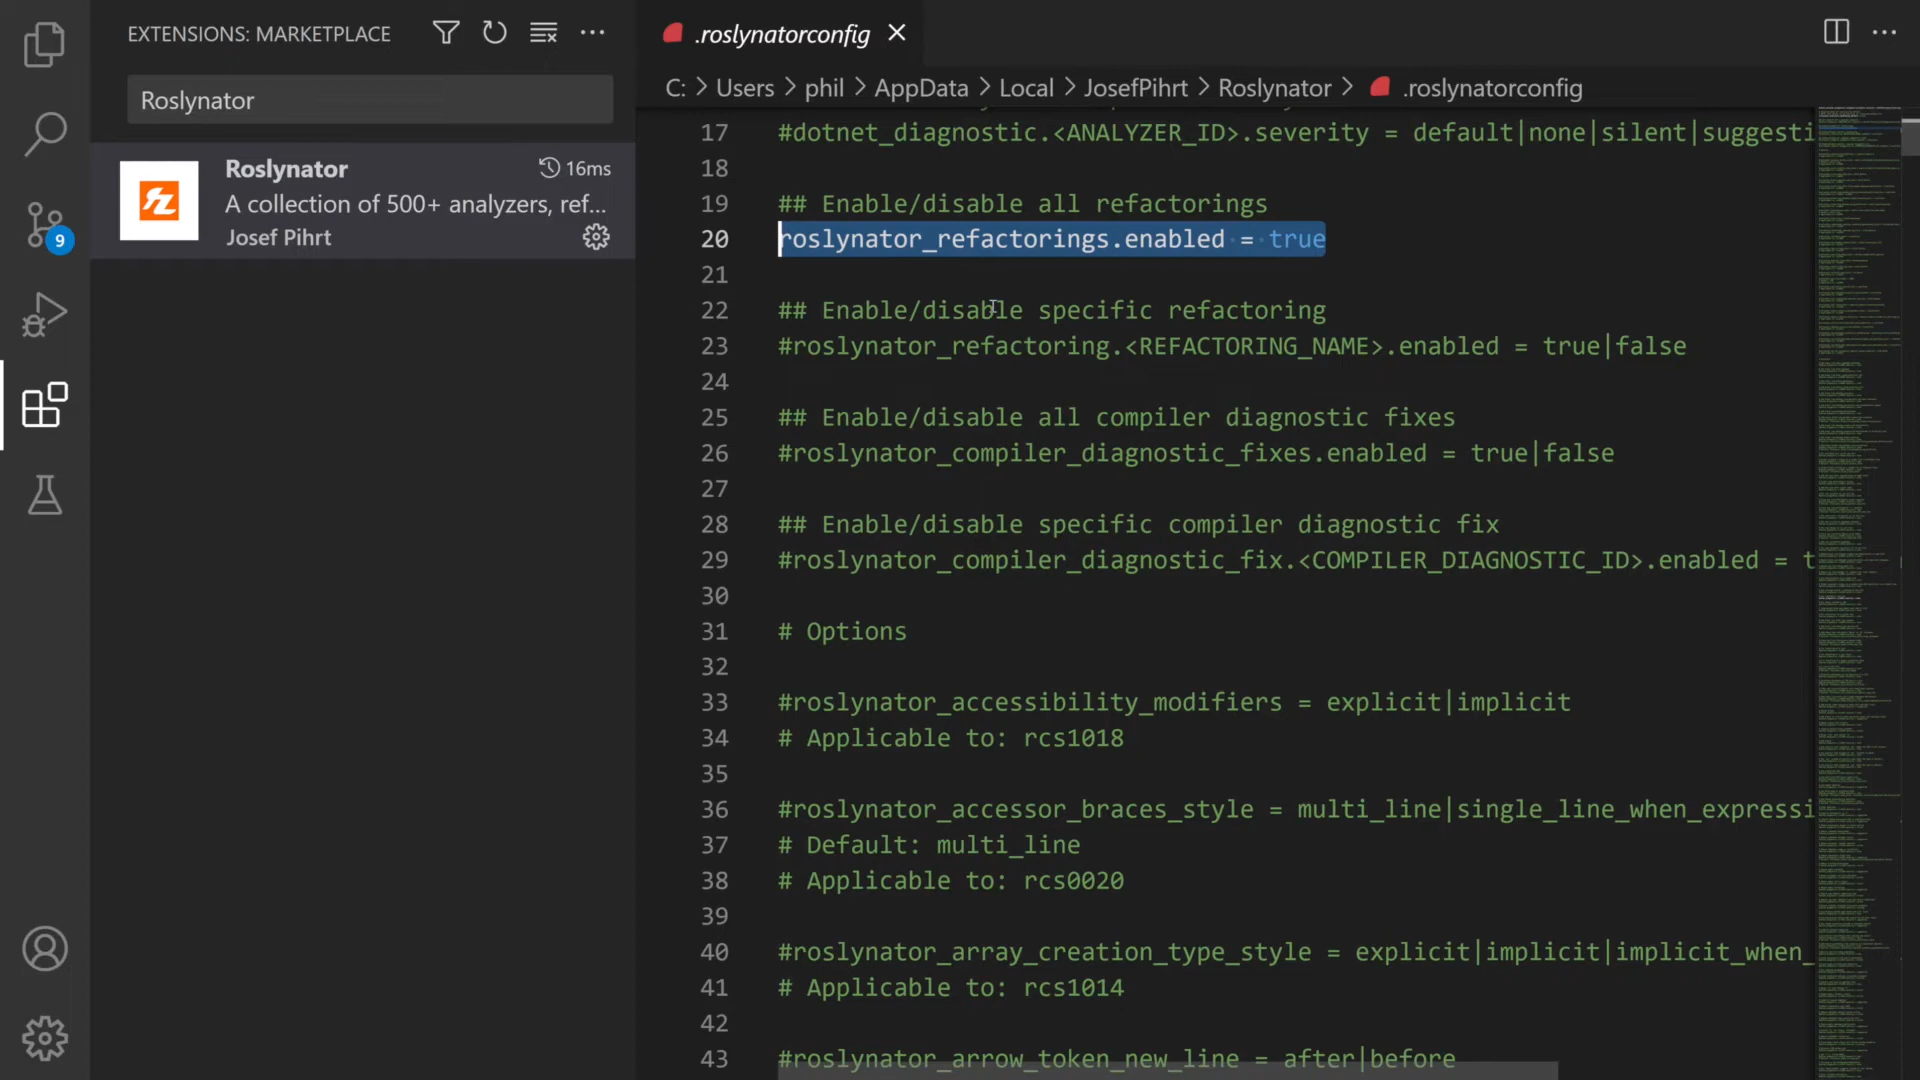 EXTENSIONS: MARKETPLACE
Roslynator
Roslynator
16ms
A collection of 500+ analyzers, ref...
Josef Pihrt
9
.roslynatorconfig
C: > Users > phil > AppData > Local > JosefPihrt > Roslynator > .roslynatorconfig
17 #dotnet_diagnostic.<ANALYZER_ID>.severity = default|none|silent|suggesti
18
19 ## Enable/disable all refactorings
20 roslynator_refactorings.enabled = true
21
22 ## Enable/disable specific refactoring
23 #roslynator_refactoring.<REFACTORING_NAME>.enabled = true|false
24
25 ## Enable/disable all compiler diagnostic fixes
26 #roslynator_compiler_diagnostic_fixes.enabled = true|false
27
28 ## Enable/disable specific compiler diagnostic fix
29 #roslynator_compiler_diagnostic_fix.<COMPILER_DIAGNOSTIC_ID>.enabled = t
30
31 # Options
32
33 #roslynator_accessibility_modifiers = explicit|implicit
34 # Applicable to: rcs1018
35
36 #roslynator_accessor_braces_style = multi_line|single_line_when_expressi
37 # Default: multi_line
38 # Applicable to: rcs0020
39
40 #roslynator_array_creation_type_style = explicit|implicit|implicit_when_
41 # Applicable to: rcs1014
42
43 #roslynator_arrow_token_new_line = after|before